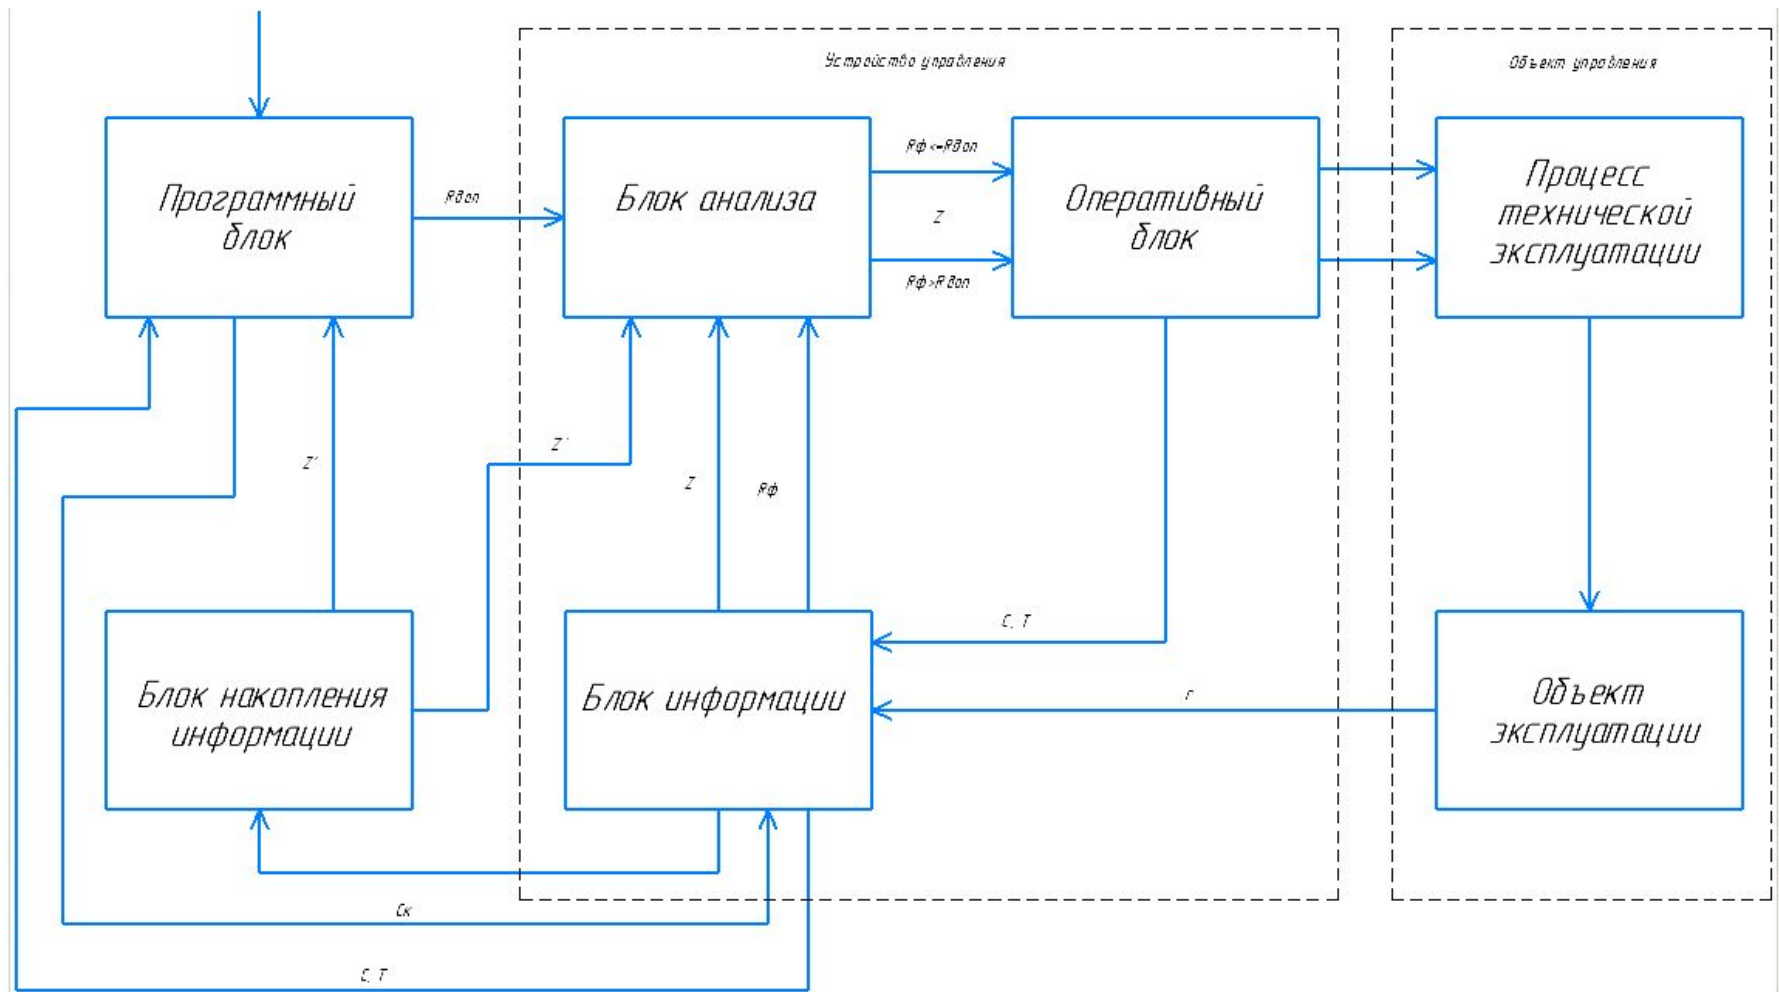 Устройство управления
Объект управления
Программный
блок
Rдоп
Блок анализа
Rф<=Rдоп
Z
Rф>Rдоп
Оперативный
блок
Процесс
технической
эксплуатации
Z'
Z'
Z
Rф
C, T
Блок накопления
информации
Блок информации
r
Объект
эксплуатации
Cк
C, T